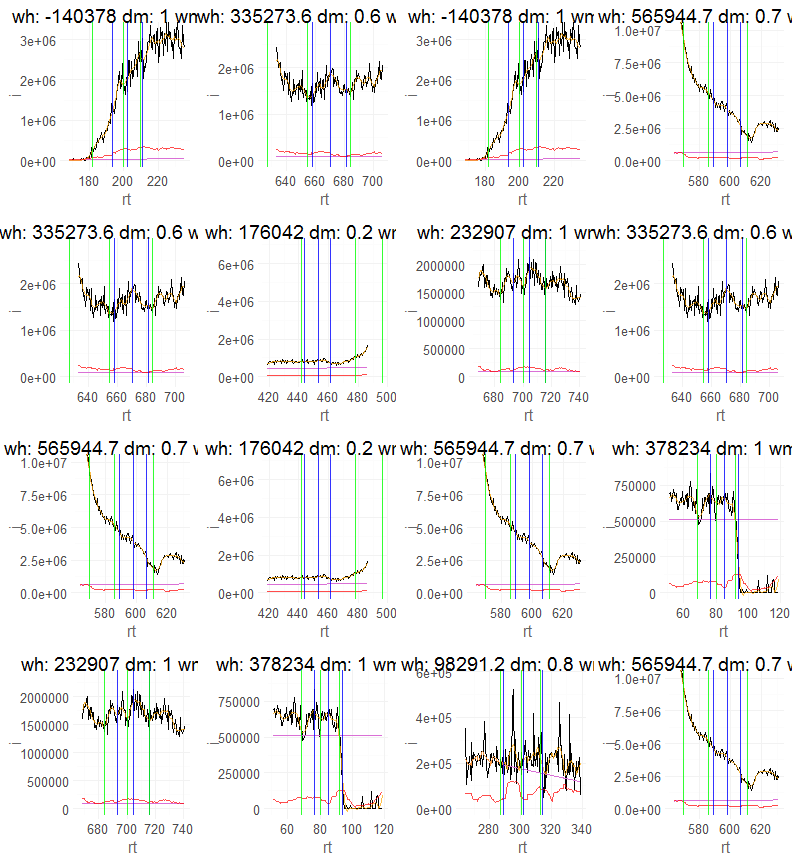 wh: -140378 dm: 1 wm
wh: 335273.6 dm: 0.6 w
wh: -140378 dm: 1 wm
wh: 565944.7 dm: 0.7 w
3e+06
2e+06
1e+06
0e+00
180 200 220
rt
2e+06
1e+06
0e+00
640 660 680 700
rt
3e+06
2e+06
1e+06
0e+00
180 200 220
rt
1.0e+07
7.5e+06
5.0e+06
2.5e+06
0.0e+00
580 600 620
rt
wh: 335273.6 dm: 0.6 w
wh: 176042 dm: 0.2 wm
wh: 232907 dm: 1 wm
wh: 335273.6 dm: 0.6 w
2e+06
1e+06
0e+00
640 660 680 700
rt
6e+06
4e+06
2e+06
0e+00
420 440 460 480 500
rt
2000000
1500000
1000000
500000
0
680 700 720 740
rt
2e+06
1e+06
0e+00
640 660 680 700
rt
wh: 565944.7 dm: 0.7 w
wh: 176042 dm: 0.2 wm
wh: 565944.7 dm: 0.7 w
wh: 378234 dm: 1 wm
1.0e+07
7.5e+06
5.0e+06
2.5e+06
0.0e+00
580 600 620
rt
6e+06
4e+06
2e+06
0e+00
420 440 460 480 500
rt
1.0e+07
7.5e+06
5.0e+06
2.5e+06
0.0e+00
580 600 620
rt
750000
500000
250000
0
60 80 100 120
rt
wh: 232907 dm: 1 wm
wh: 378234 dm: 1 wm
wh: 98291.2 dm: 0.8 w
wh: 565944.7 dm: 0.7 w
2000000
1500000
1000000
500000
0
680 700 720 740
rt
750000
500000
250000
0
60 80 100 120
rt
6e+05
4e+05
2e+05
0e+00
280 300 320 340
rt
1.0e+07
7.5e+06
5.0e+06
2.5e+06
0.0e+00
580 600 620
rt